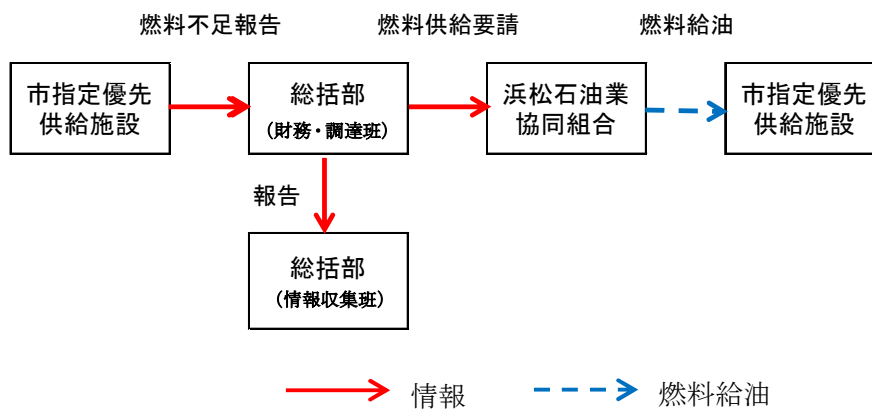 燃料不足報告
燃料供給要請
燃料給油
市指定優先
供給施設
総括部
（財務・調達班）
浜松石油業
協同組合
市指定優先
供給施設
報告
総括部
（情報収集班）
情報
燃料給油